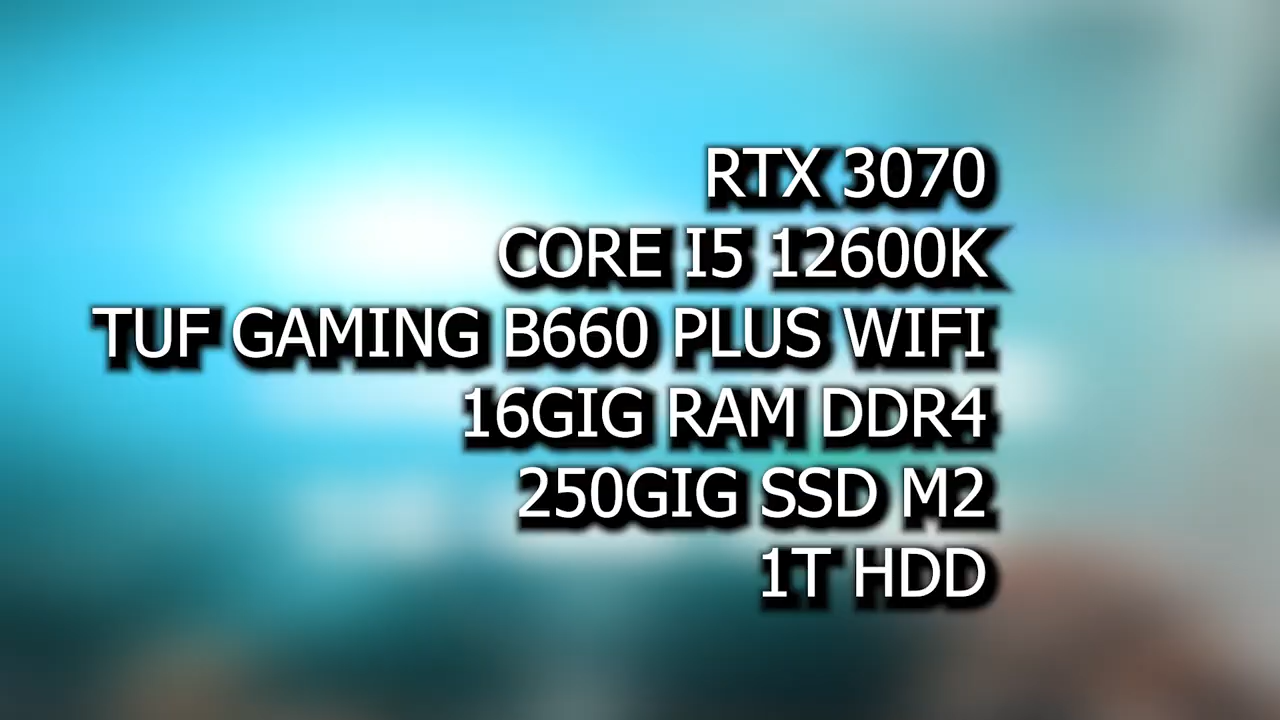 RTX 3070
CORE I5 12600K
TUF GAMING B660 PLUS WIFI
16GIG RAM DDR4
250GIG SSD M2
1T HDD